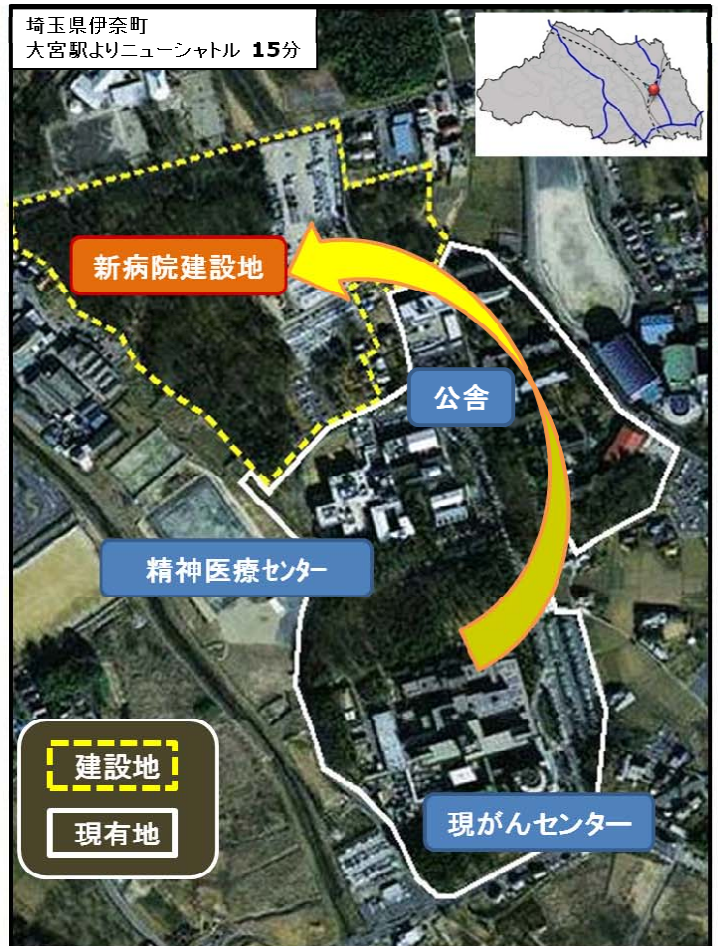 埼玉県伊奈町
大宮駅よりニューシャトル 15分
新病院建設地
公舎
精神医療センター
現がんセンター
建設地
現有地